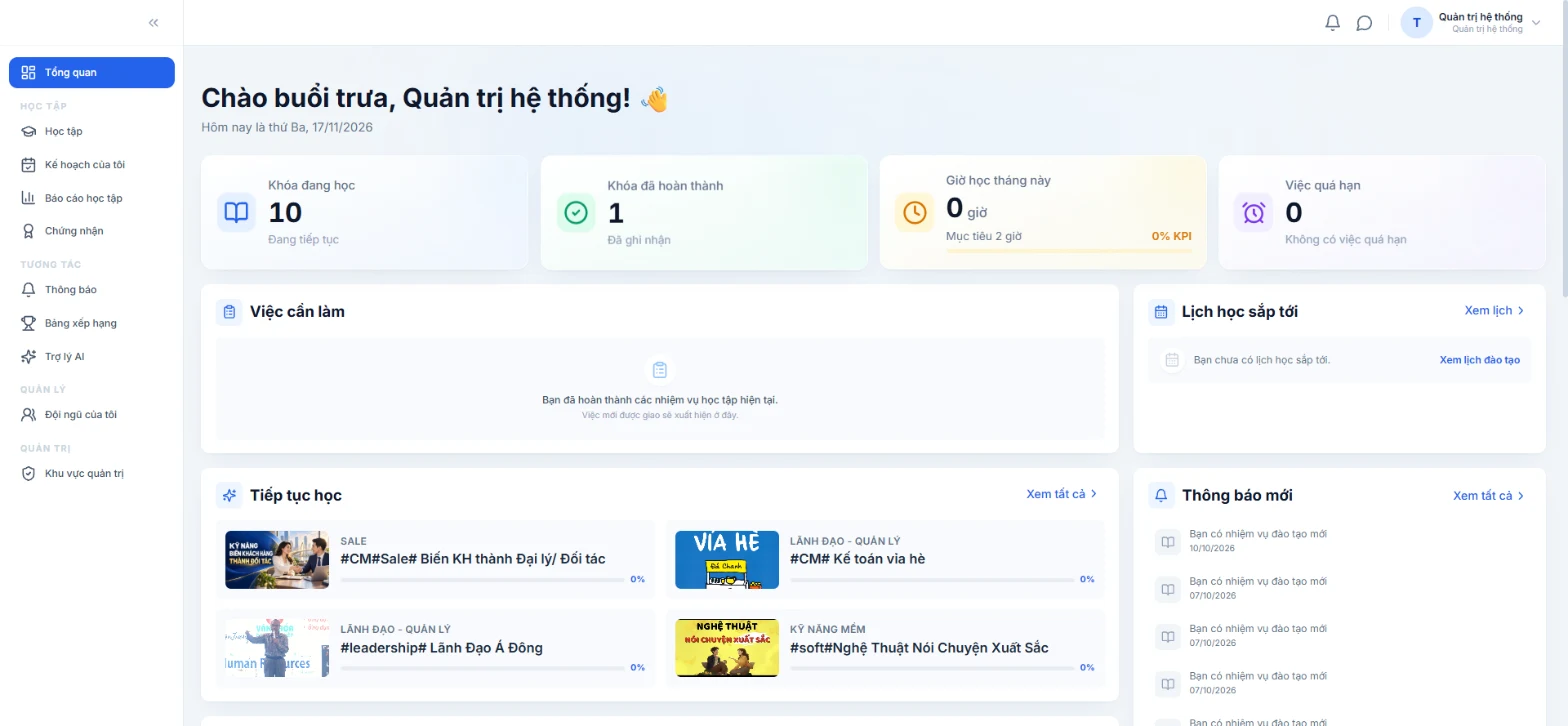 T
Quản trị hệ thống
Quản trị hệ thống
Tổng quan
HỌC TẬP
Học tập
Kế hoạch của tôi
Báo cáo học tập
Chứng nhận
TƯƠNG TÁC
Thông báo
Bảng xếp hạng
Trợ lý AI
QUẢN LÝ
Đội ngũ của tôi
QUẢN TRỊ
Khu vực quản trị
Chào buổi trưa, Quản trị hệ thống! 👋
Hôm nay là thứ Ba, 17/11/2026
Khóa đang học
10
Đang tiếp tục
Khóa đã hoàn thành
1
Đã ghi nhận
Giờ học tháng này
0 giờ
Mục tiêu 2 giờ
0% KPI
Việc quá hạn
0
Không có việc quá hạn
Việc cần làm
Bạn đã hoàn thành các nhiệm vụ học tập hiện tại.
Việc mới được giao sẽ xuất hiện ở đây.
Lịch học sắp tới
Xem lịch
Bạn chưa có lịch học sắp tới.
Xem lịch đào tạo
Tiếp tục học
Xem tất cả
KỸ NĂNG
BIẾN KHÁCH HÀNG
THÀNH ĐỐI TÁC
SALE
#CM#Sale# Biến KH thành Đại lý/ Đối tác
0%
VỈA HÈ
Đá Chanh
LÃNH ĐẠO - QUẢN LÝ
#CM# Kế toán vỉa hè
0%
uman Resources
LÃNH ĐẠO - QUẢN LÝ
#leadership# Lãnh Đạo Á Đông
0%
NGHỆ THUẬT
NÓI CHUYỆN XUẤT SẮC
KỸ NĂNG MỀM
#soft#Nghệ Thuật Nói Chuyện Xuất Sắc
0%
Thông báo mới
Xem tất cả
Bạn có nhiệm vụ đào tạo mới
10/10/2026
Bạn có nhiệm vụ đào tạo mới
07/10/2026
Bạn có nhiệm vụ đào tạo mới
07/10/2026
Bạn có nhiệm vụ đào tạo mới
07/10/2026
Bạn có nhiệm vụ đào tạo mới